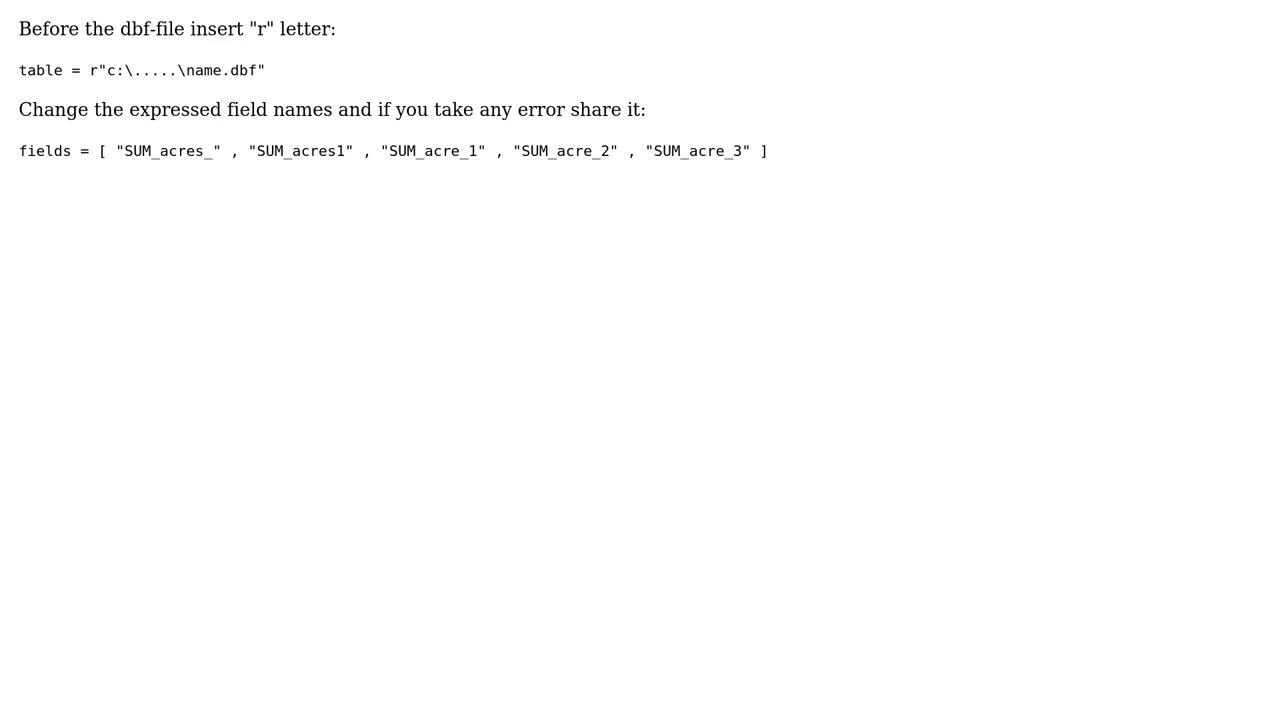 Before the dbf-file insert "r" letter:
table = r"c:\.....\name.dbf"
Change the expressed field names and if you take any error share it:
fields = [ "SUM_acres_" , "SUM_acres1" , "SUM_acre_1" , "SUM_acre_2" , "SUM_acre_3" ]